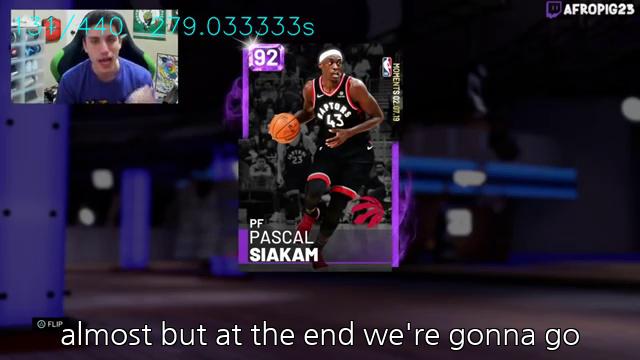 131/440 279.033333s
AFROPIG23
92
MOMENTS 02.07.19
RAPTORS
43
23
PF
PASCAL
SIAKAM
FLIP
almost but at the end we're gonna go